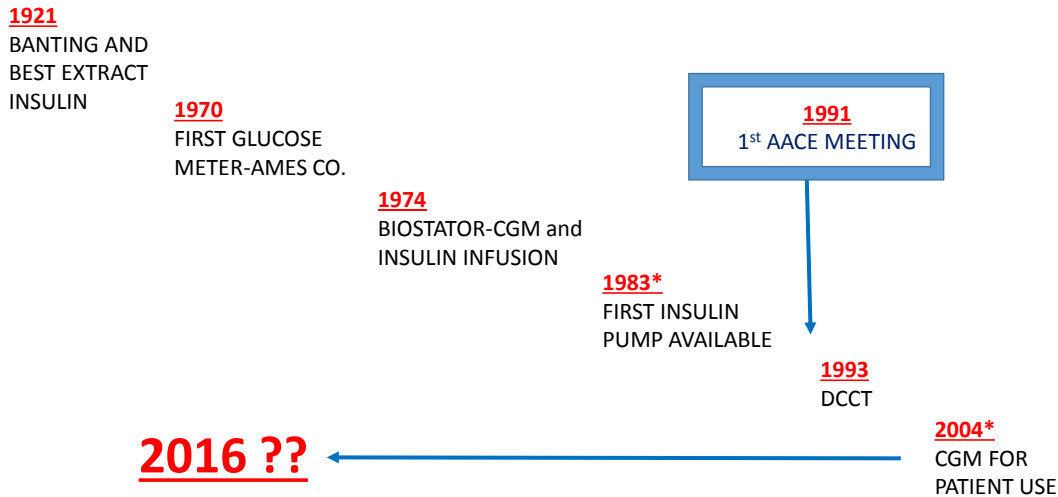 1921
BANTING AND
BEST EXTRACT
INSULIN
1970
FIRST GLUCOSE
METER-AMES CO.
1974
BIOSTATOR-CGM and
INSULIN INFUSION
1983*
FIRST INSULIN
PUMP AVAILABLE
1991
1st AACE MEETING
1993
DCCT
2004*
CGM FOR
PATIENT USE
2016 ??